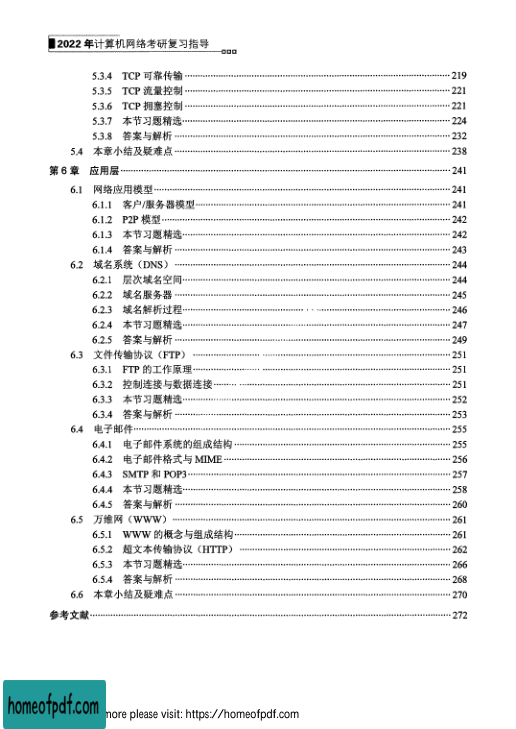 2022 年计算机网络考研复习指导
5.3.4 TCP 可靠传输 219
5.3.5 TCP 流量控制 221
5.3.6 TCP 拥塞控制 221
5.3.7 本节习题精选 224
5.3.8 答案与解析 232
5.4 本章小结及疑难点 238
第 6 章 应用层 241
6.1 网络应用模型 241
6.1.1 客户/服务器模型 241
6.1.2 P2P 模型 242
6.1.3 本节习题精选 242
6.1.4 答案与解析 243
6.2 域名系统（DNS） 244
6.2.1 层次域名空间 244
6.2.2 域名服务器 245
6.2.3 域名解析过程 246
6.2.4 本节习题精选 247
6.2.5 答案与解析 249
6.3 文件传输协议（FTP） 251
6.3.1 FTP 的工作原理 251
6.3.2 控制连接与数据连接 251
6.3.3 本节习题精选 252
6.3.4 答案与解析 253
6.4 电子邮件 255
6.4.1 电子邮件系统的组成结构 255
6.4.2 电子邮件格式与 MIME 256
6.4.3 SMTP 和 POP3 257
6.4.4 本节习题精选 258
6.4.5 答案与解析 260
6.5 万维网（WWW） 261
6.5.1 WWW 的概念与组成结构 261
6.5.2 超文本传输协议（HTTP） 262
6.5.3 本节习题精选 266
6.5.4 答案与解析 268
6.6 本章小结及疑难点 270
参考文献 272
homeofpdf.com more please visit: https://homeofpdf.com